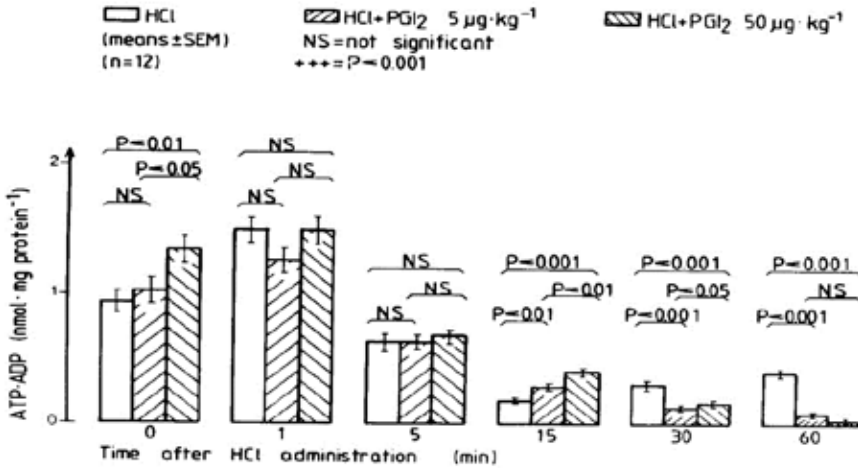 HCl
HCl+PGI₂ 5 µg·kg⁻¹
HCl+PGI₂ 50 µg·kg⁻¹
(means±SEM)
NS=not significant
(n=12)
+++=P<0.001
ATP·ADP (nmol·mg protein⁻¹)
2
1
0
P<0.01
P<0.05
NS
NS
NS
NS
NS
NS
NS
P<0.001
P<0.01
P<0.01
P<0.001
P<0.05
P<0.001
P<0.001
NS
P<0.001
0 1 5 15 30 60
Time after HCl administration (min)